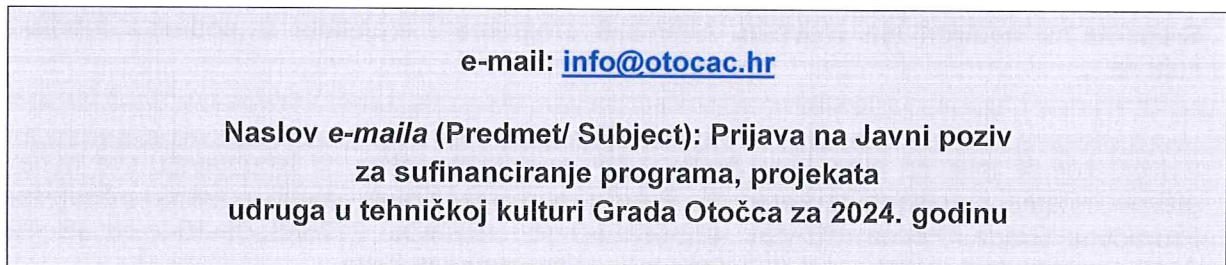 e-mail: info@otocac.hr
Naslov e-maila (Predmet/ Subject): Prijava na Javni poziv
za sufinanciranje programa, projekata
udruga u tehničkoj kulturi Grada Otočca za 2024. godinu